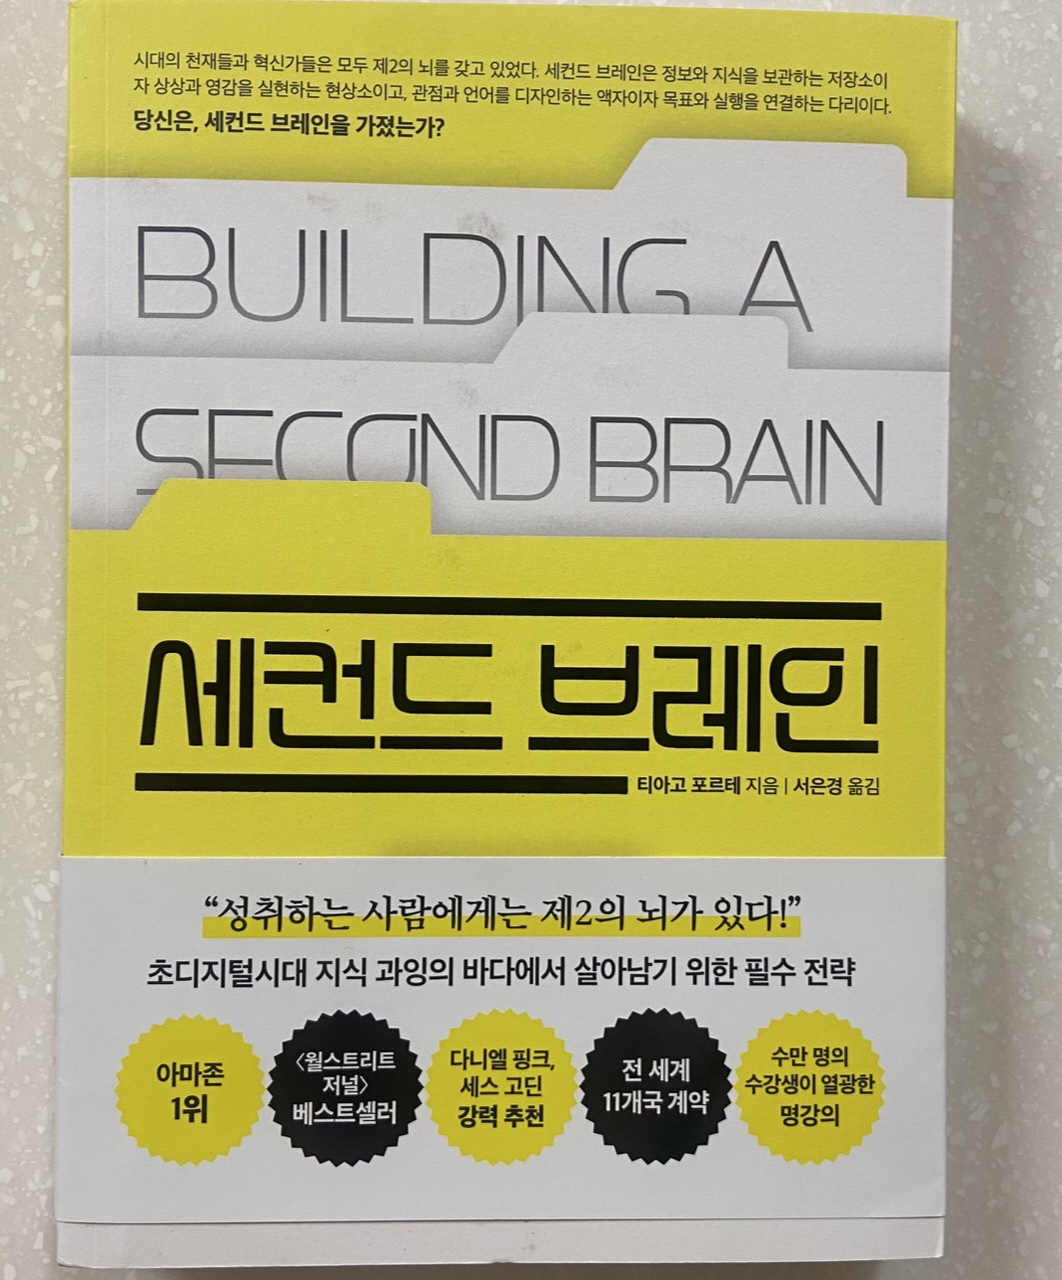 시대의 천재들과 혁신가들은 모두 제2의 뇌를 갖고 있었다. 세컨드 브레인은 정보와 지식을 보관하는 저장소이
자 상상과 영감을 실현하는 현상소이고, 관점과 언어를 디자인하는 액자이자 목표와 실행을 연결하는 다리이다.
당신은, 세컨드 브레인을 가졌는가?
BUILDING A
SECOND BRAIN
세컨드 브레인
티아고 포르테 지음 | 서은경 옮김
“성취하는 사람에게는 제2의 뇌가 있다!”
초디지털시대 지식 과잉의 바다에서 살아남기 위한 필수 전략
아마존
1위
〈월스트리트
저널〉
베스트셀러
다니엘 핑크,
세스 고딘
강력 추천
전 세계
11개국 계약
수만 명의
수강생이 열광한
명강의